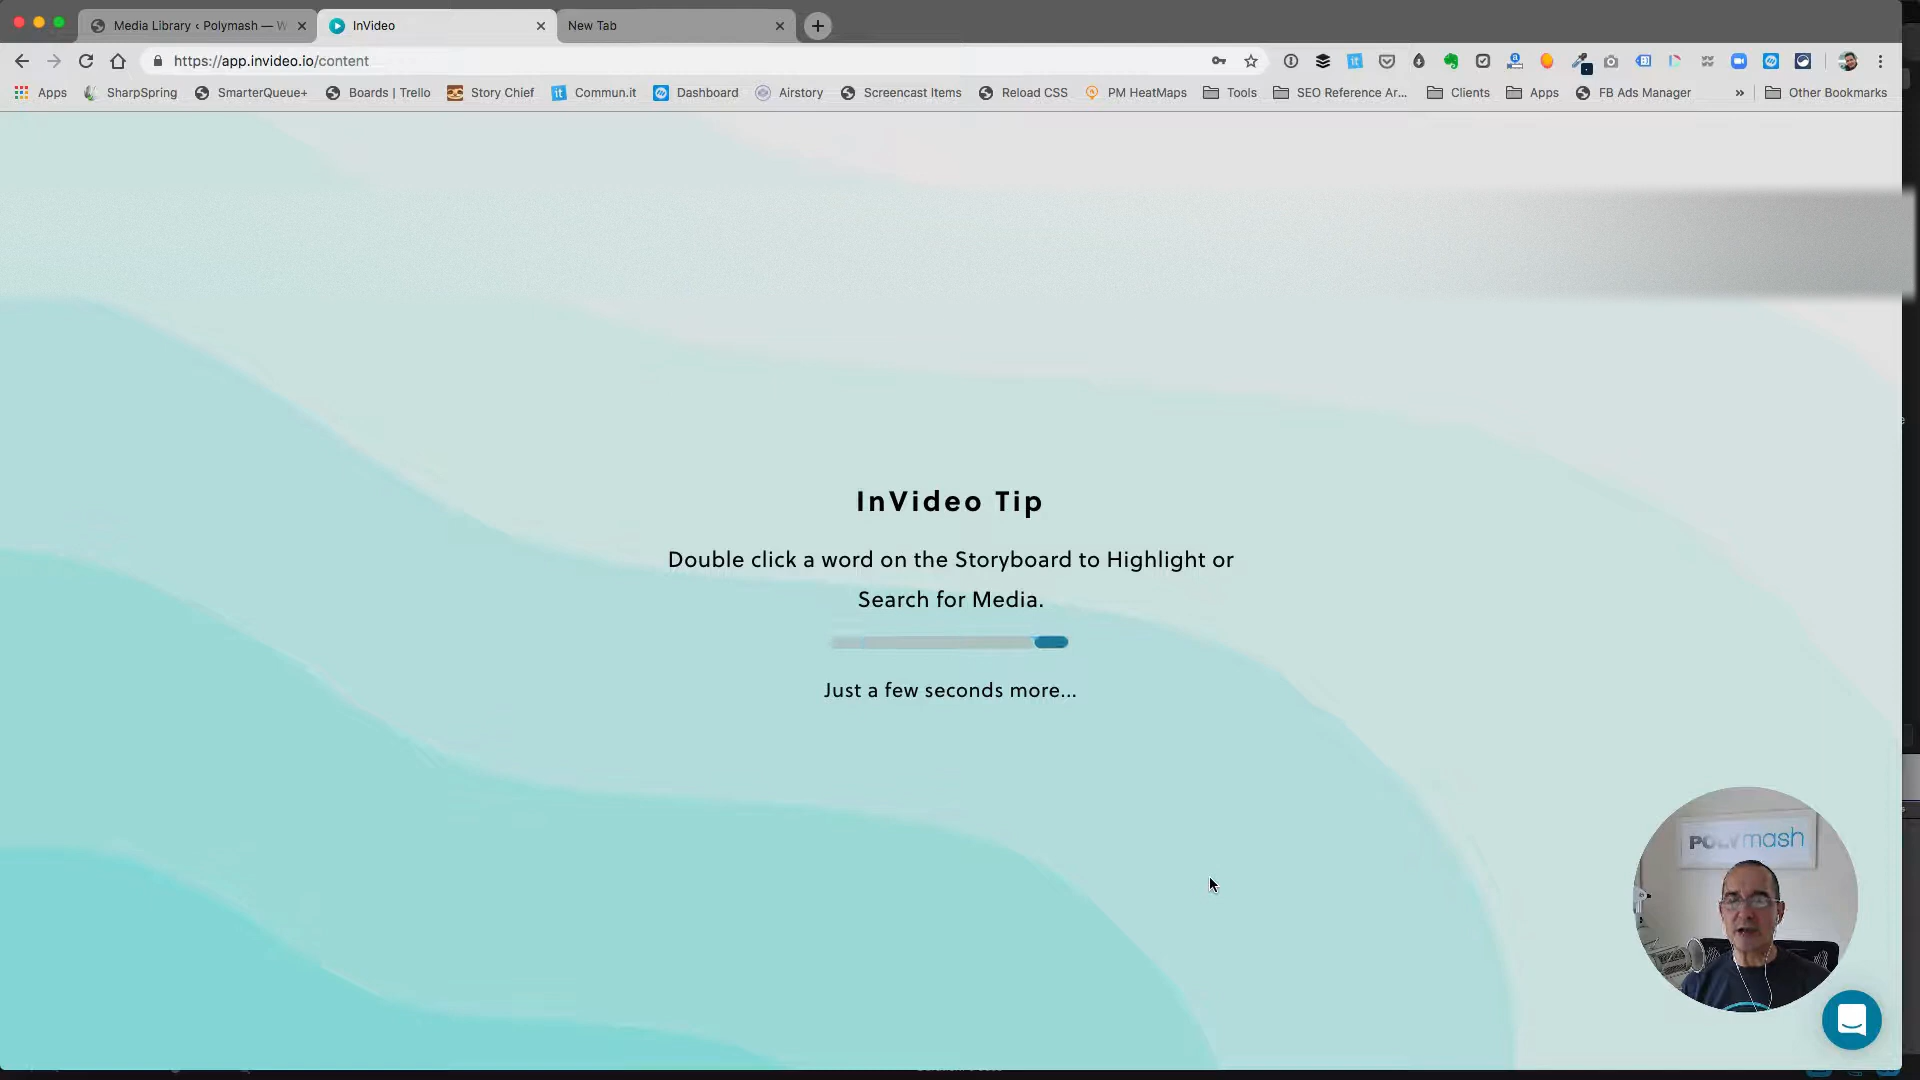 Media Library ‹ Polymash — W
InVideo
New Tab
https://app.invideo.io/content
Apps
SharpSpring
SmarterQueue+
Boards | Trello
Story Chief
Commun.it
Dashboard
Airstory
Screencast Items
Reload CSS
PM HeatMaps
Tools
SEO Reference Ar...
Clients
Apps
FB Ads Manager
»
Other Bookmarks
InVideo Tip
Double click a word on the Storyboard to Highlight or
Search for Media.
Just a few seconds more...
POLYmash